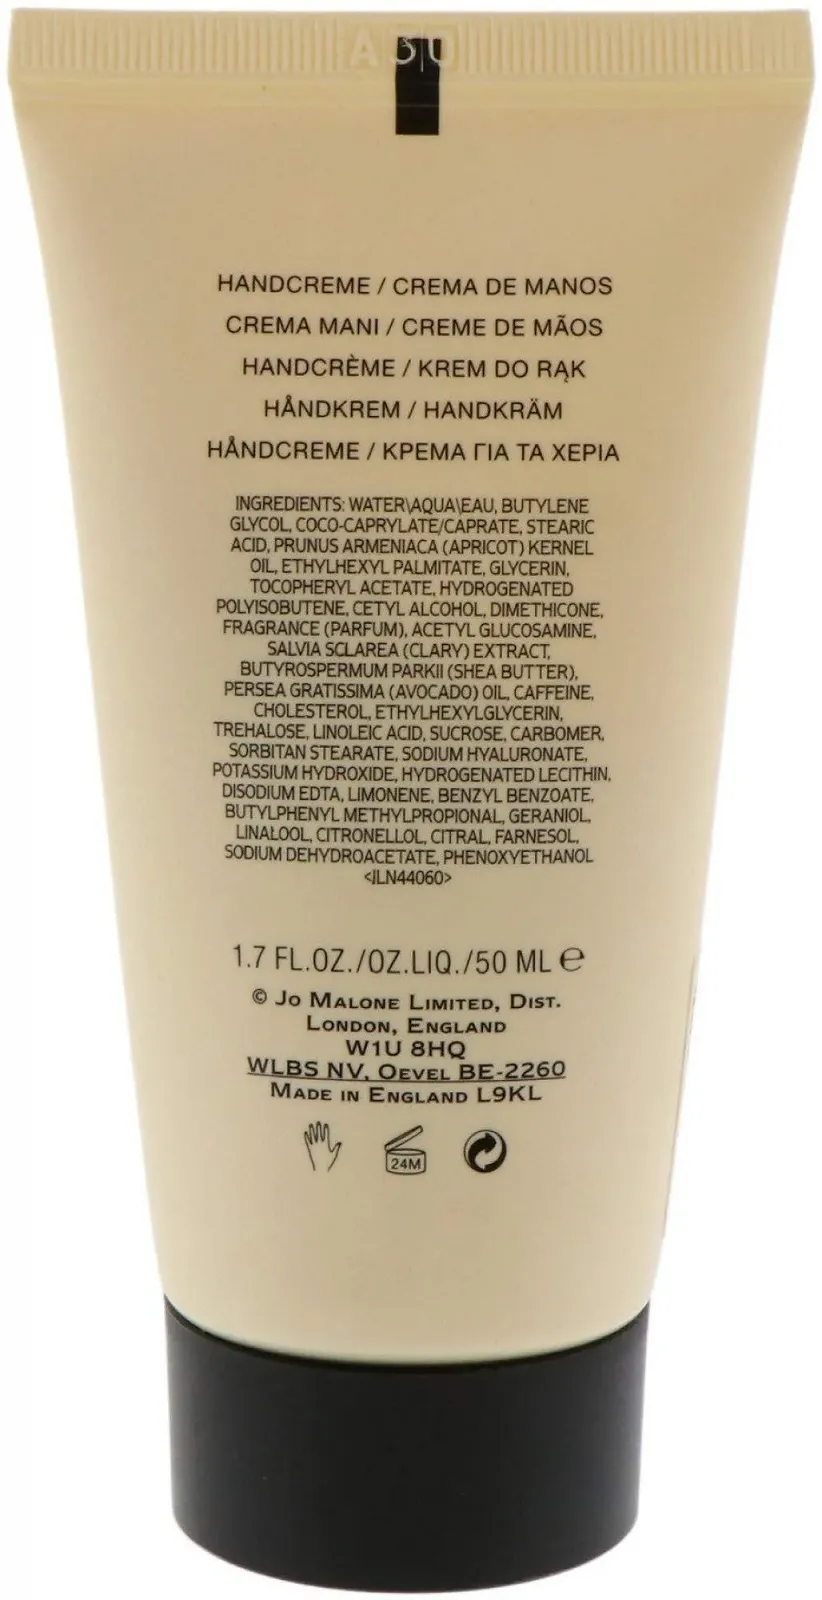 A50
HANDCREME / CREMA DE MANOS
CREMA MANI / CREME DE MÃOS
HANDCRÈME / KREM DO RĄK
HÅNDKREM / HANDKRÄM
HÅNDCREME / ΚΡΕΜΑ ΓΙΑ ΤΑ ΧΕΡΙΑ
INGREDIENTS: WATER\AQUA\EAU, BUTYLENE
GLYCOL, COCO-CAPRYLATE/CAPRATE, STEARIC
ACID, PRUNUS ARMENIACA (APRICOT) KERNEL
OIL, ETHYLHEXYL PALMITATE, GLYCERIN,
TOCOPHERYL ACETATE, HYDROGENATED
POLYISOBUTENE, CETYL ALCOHOL, DIMETHICONE,
FRAGRANCE (PARFUM), ACETYL GLUCOSAMINE,
SALVIA SCLAREA (CLARY) EXTRACT,
BUTYROSPERMUM PARKII (SHEA BUTTER),
PERSEA GRATISSIMA (AVOCADO) OIL, CAFFEINE,
CHOLESTEROL, ETHYLHEXYLGLYCERIN,
TREHALOSE, LINOLEIC ACID, SUCROSE, CARBOMER,
SORBITAN STEARATE, SODIUM HYALURONATE,
POTASSIUM HYDROXIDE, HYDROGENATED LECITHIN,
DISODIUM EDTA, LIMONENE, BENZYL BENZOATE,
BUTYLPHENYL METHYLPROPIONAL, GERANIOL,
LINALOOL, CITRONELLOL, CITRAL, FARNESOL,
SODIUM DEHYDROACETATE, PHENOXYETHANOL
<ILN44060>
1.7 FL.OZ./OZ.LIQ./50 ML ℮
© JO MALONE LIMITED, DIST.
LONDON, ENGLAND
W1U 8HQ
WLBS NV, OEVEL BE-2260
MADE IN ENGLAND L9KL
24M